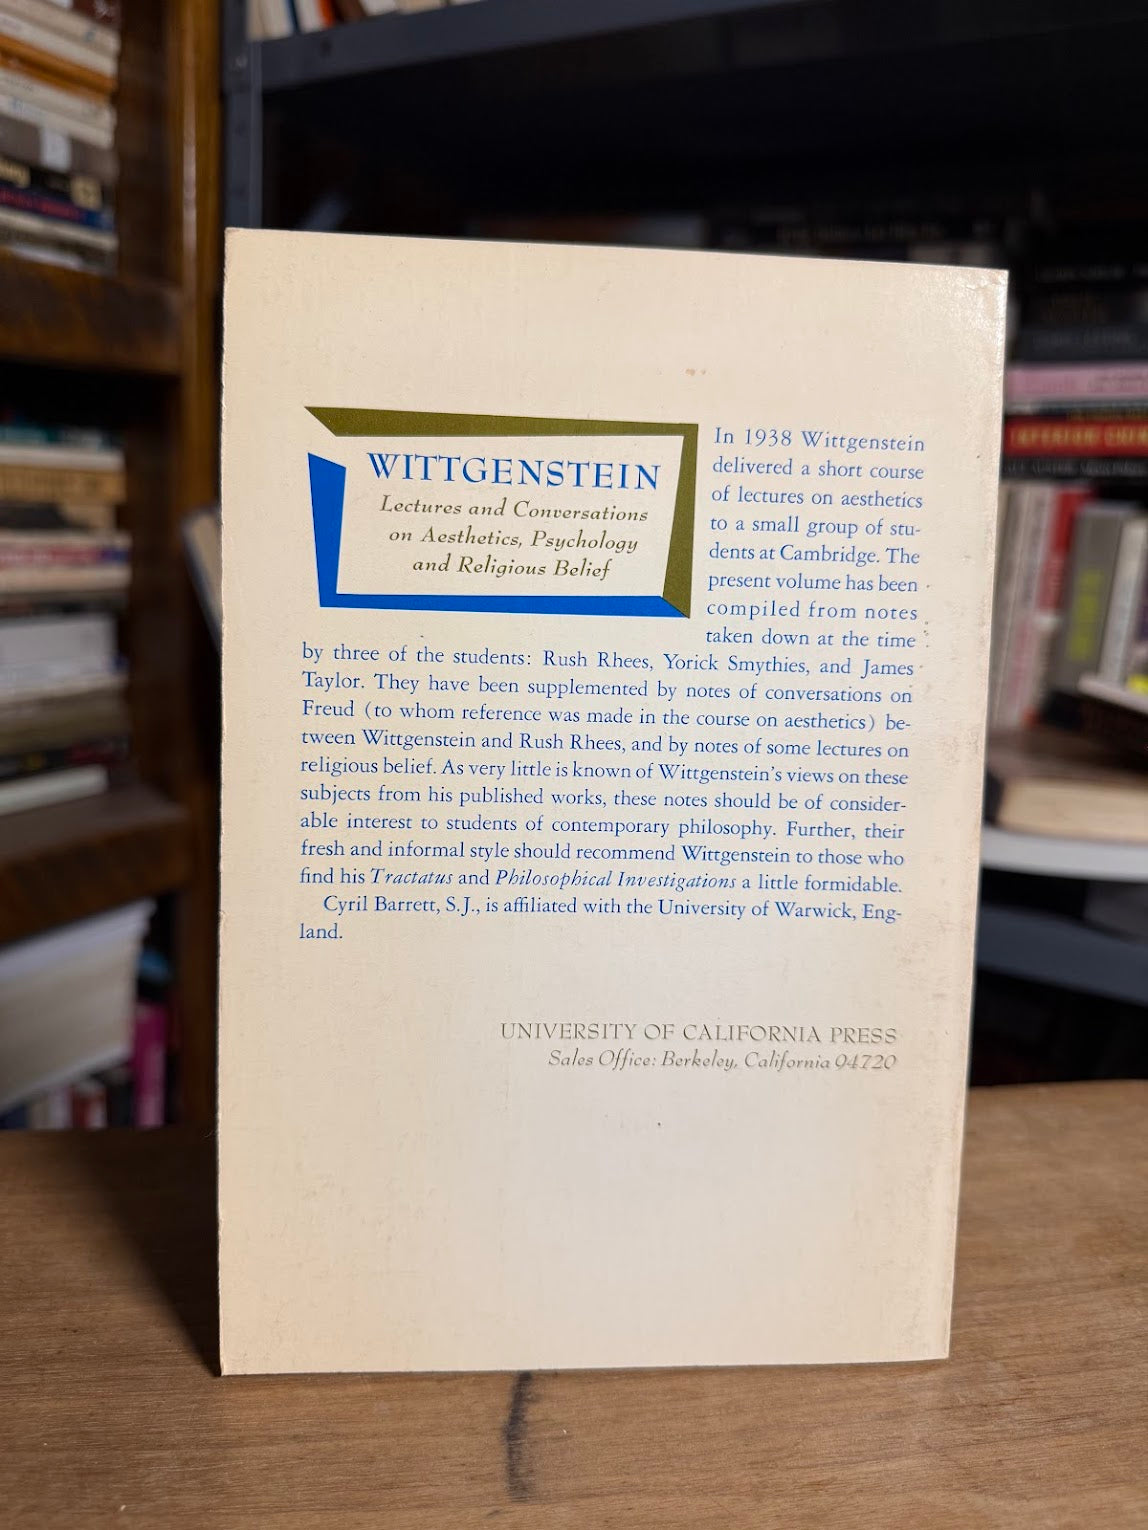 WITTGENSTEIN
Lectures and Conversations
on Aesthetics, Psychology
and Religious Belief
In 1938 Wittgenstein
delivered a short course
of lectures on aesthetics
to a small group of stu-
dents at Cambridge. The
present volume has been
compiled from notes
taken down at the time
by three of the students: Rush Rhees, Yorick Smythies, and James
Taylor. They have been supplemented by notes of conversations on
Freud (to whom reference was made in the course on aesthetics) be-
tween Wittgenstein and Rush Rhees, and by notes of some lectures on
religious belief. As very little is known of Wittgenstein's views on these
subjects from his published works, these notes should be of consider-
able interest to students of contemporary philosophy. Further, their
fresh and informal style should recommend Wittgenstein to those who
find his Tractatus and Philosophical Investigations a little formidable.
Cyril Barrett, S.J., is affiliated with the University of Warwick, Eng-
land.
UNIVERSITY OF CALIFORNIA PRESS
Sales Office: Berkeley, California 94720